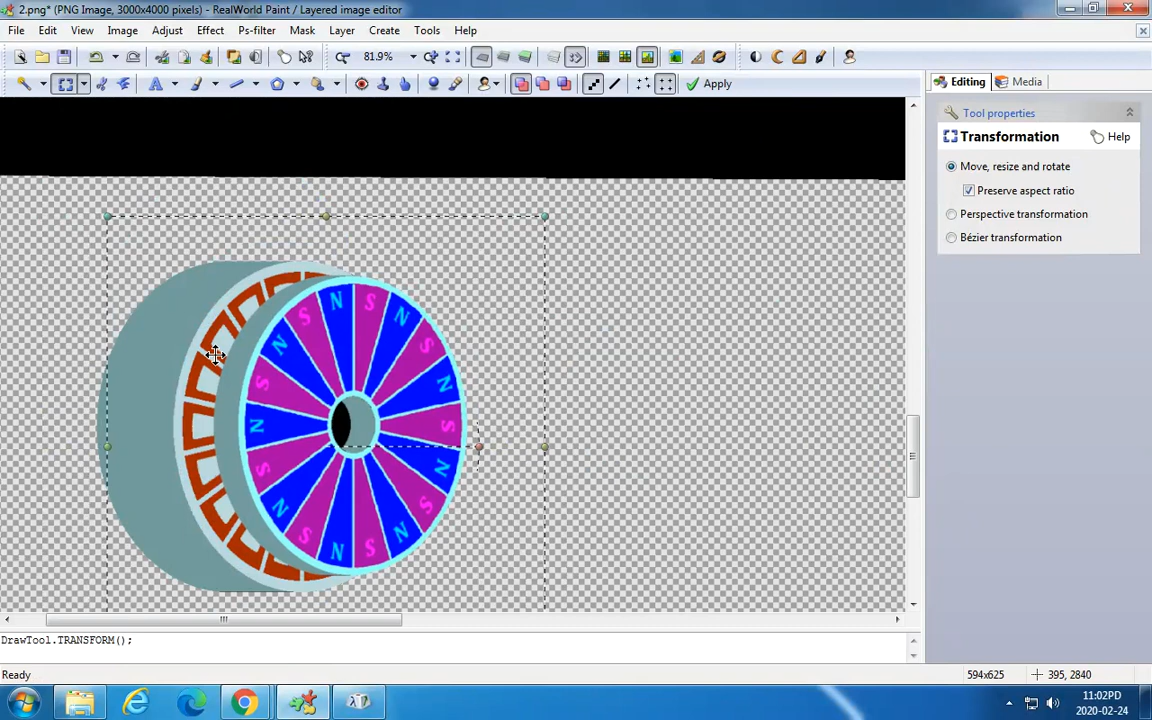 2.png* (PNG Image, 3000x4000 pixels) - RealWorld Paint / Layered image editor
File Edit View Image Adjust Effect Ps-filter Mask Layer Create Tools Help
81.9%
Apply
Editing Media
Tool properties
Transformation Help
Move, resize and rotate
Preserve aspect ratio
Perspective transformation
Bézier transformation
N S N S N S N S N S N S N S N S N S
DrawTool.TRANSFORM();
Ready 594x625 395, 2840
11:02PD
2020-02-24